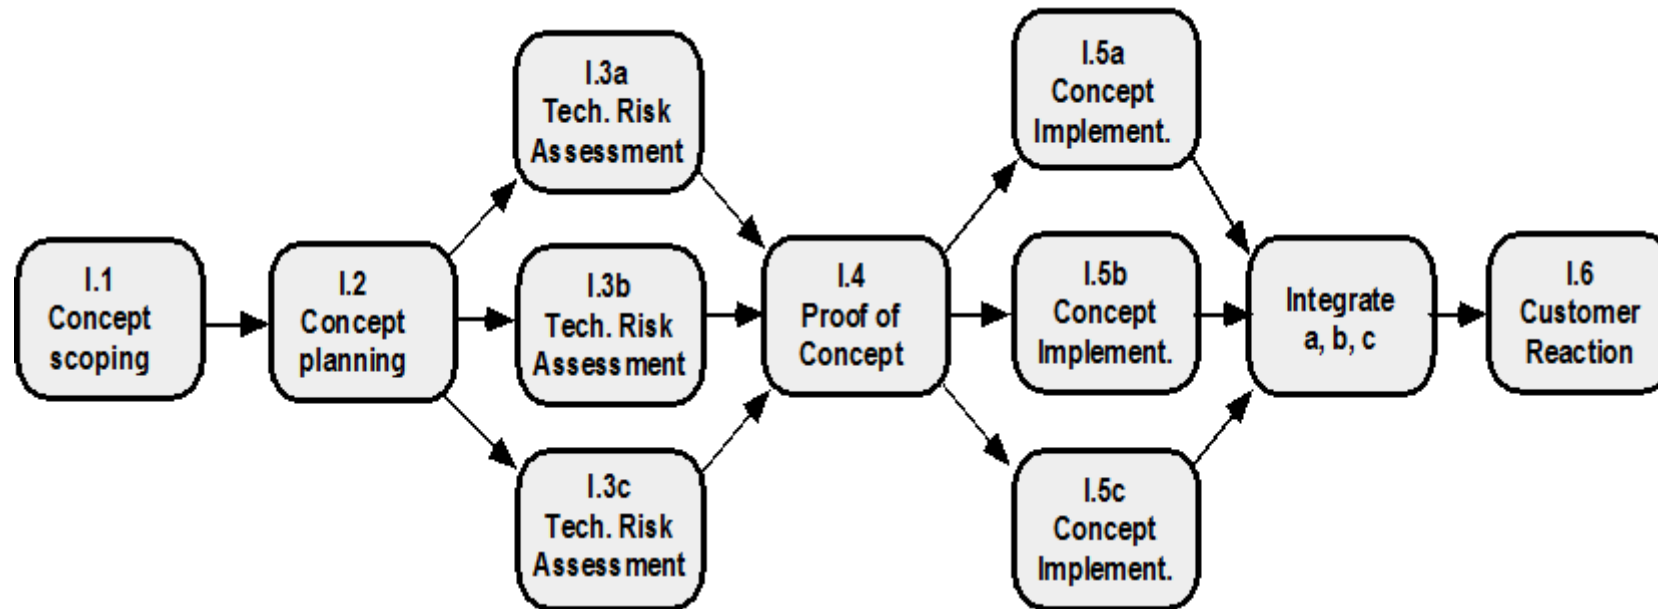 I.1
Concept
scoping
I.2
Concept
planning
I.3a
Tech. Risk
Assessment
I.3b
Tech. Risk
Assessment
I.3c
Tech. Risk
Assessment
I.4
Proof of
Concept
I.5a
Concept
Implement.
I.5b
Concept
Implement.
I.5c
Concept
Implement.
Integrate
a, b, c
I.6
Customer
Reaction